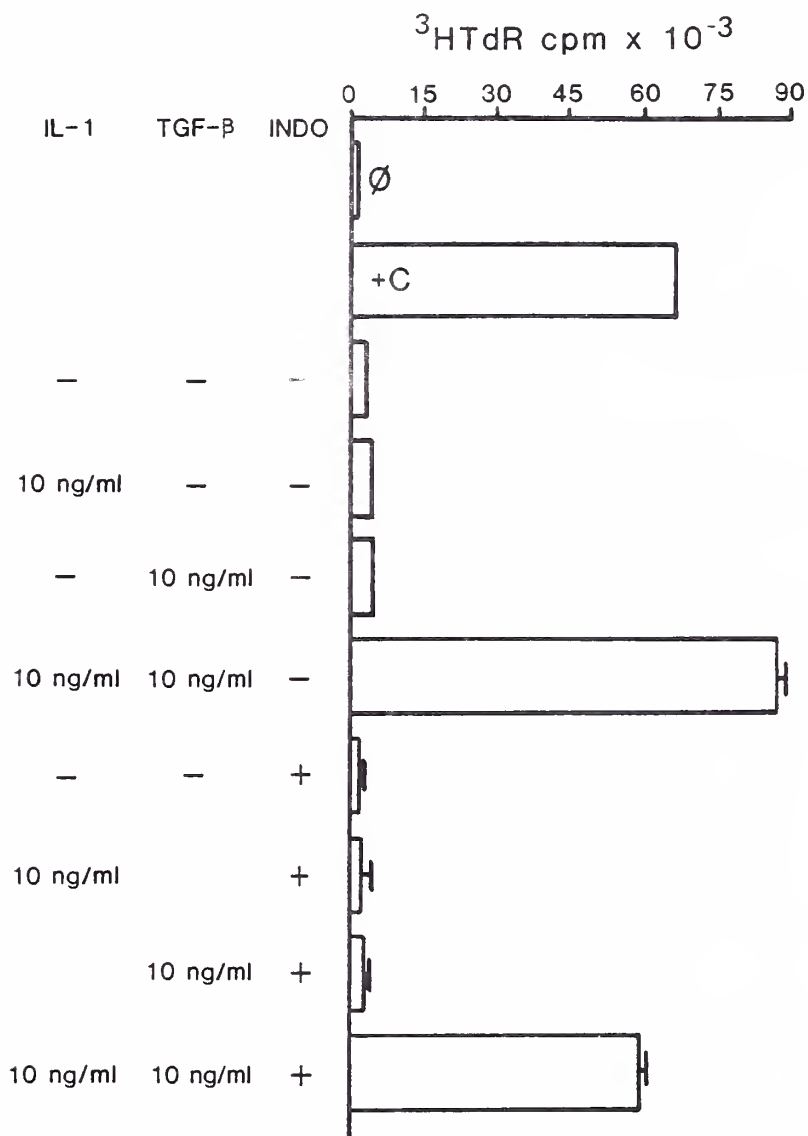 ³HTdR cpm x 10⁻³
0 15 30 45 60 75 90
IL-1 TGF-β INDO
Ø
+C
— — —
10 ng/ml — —
— 10 ng/ml —
10 ng/ml 10 ng/ml —
— — +
10 ng/ml +
10 ng/ml +
10 ng/ml 10 ng/ml +